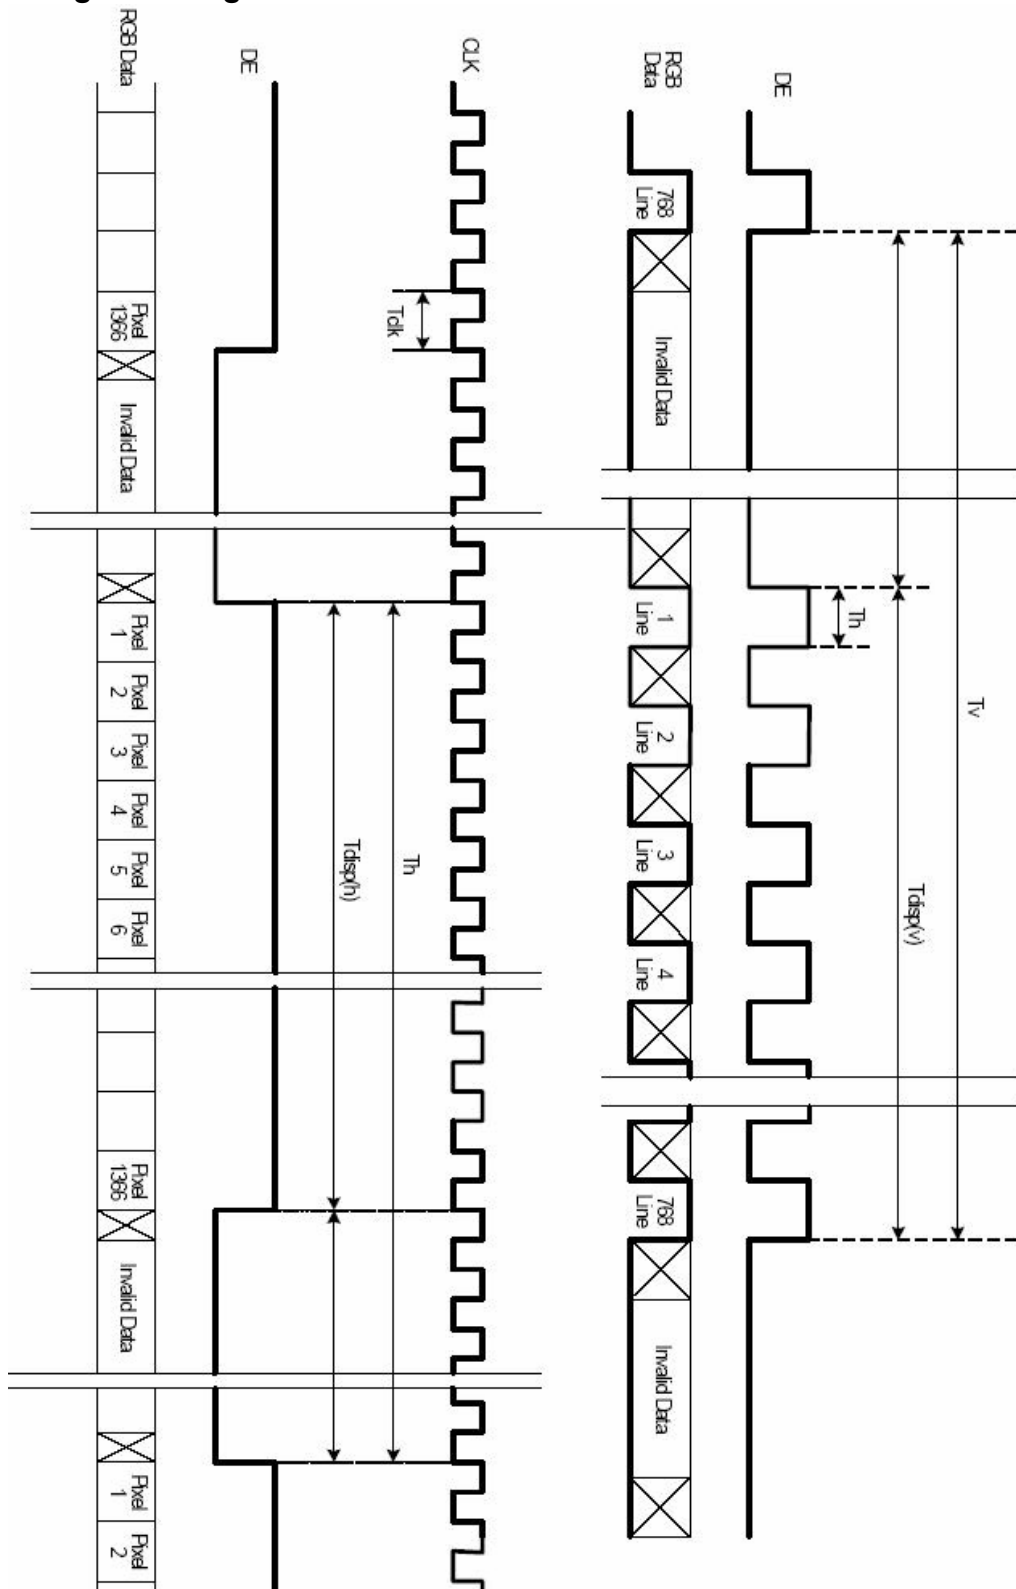 DE
RGB
Data
768
Line
Invalid Data
1
Line
2
Line
3
Line
4
Line
768
Line
Invalid Data
Th
Tdisp(v)
Tv
CLK
Tclk
DE
Th
Tdisp(h)
RGB Data
Pixel
1366
Invalid Data
Pixel
1
Pixel
2
Pixel
3
Pixel
4
Pixel
5
Pixel
6
Pixel
1366
Invalid Data
Pixel
1
Pixel
2